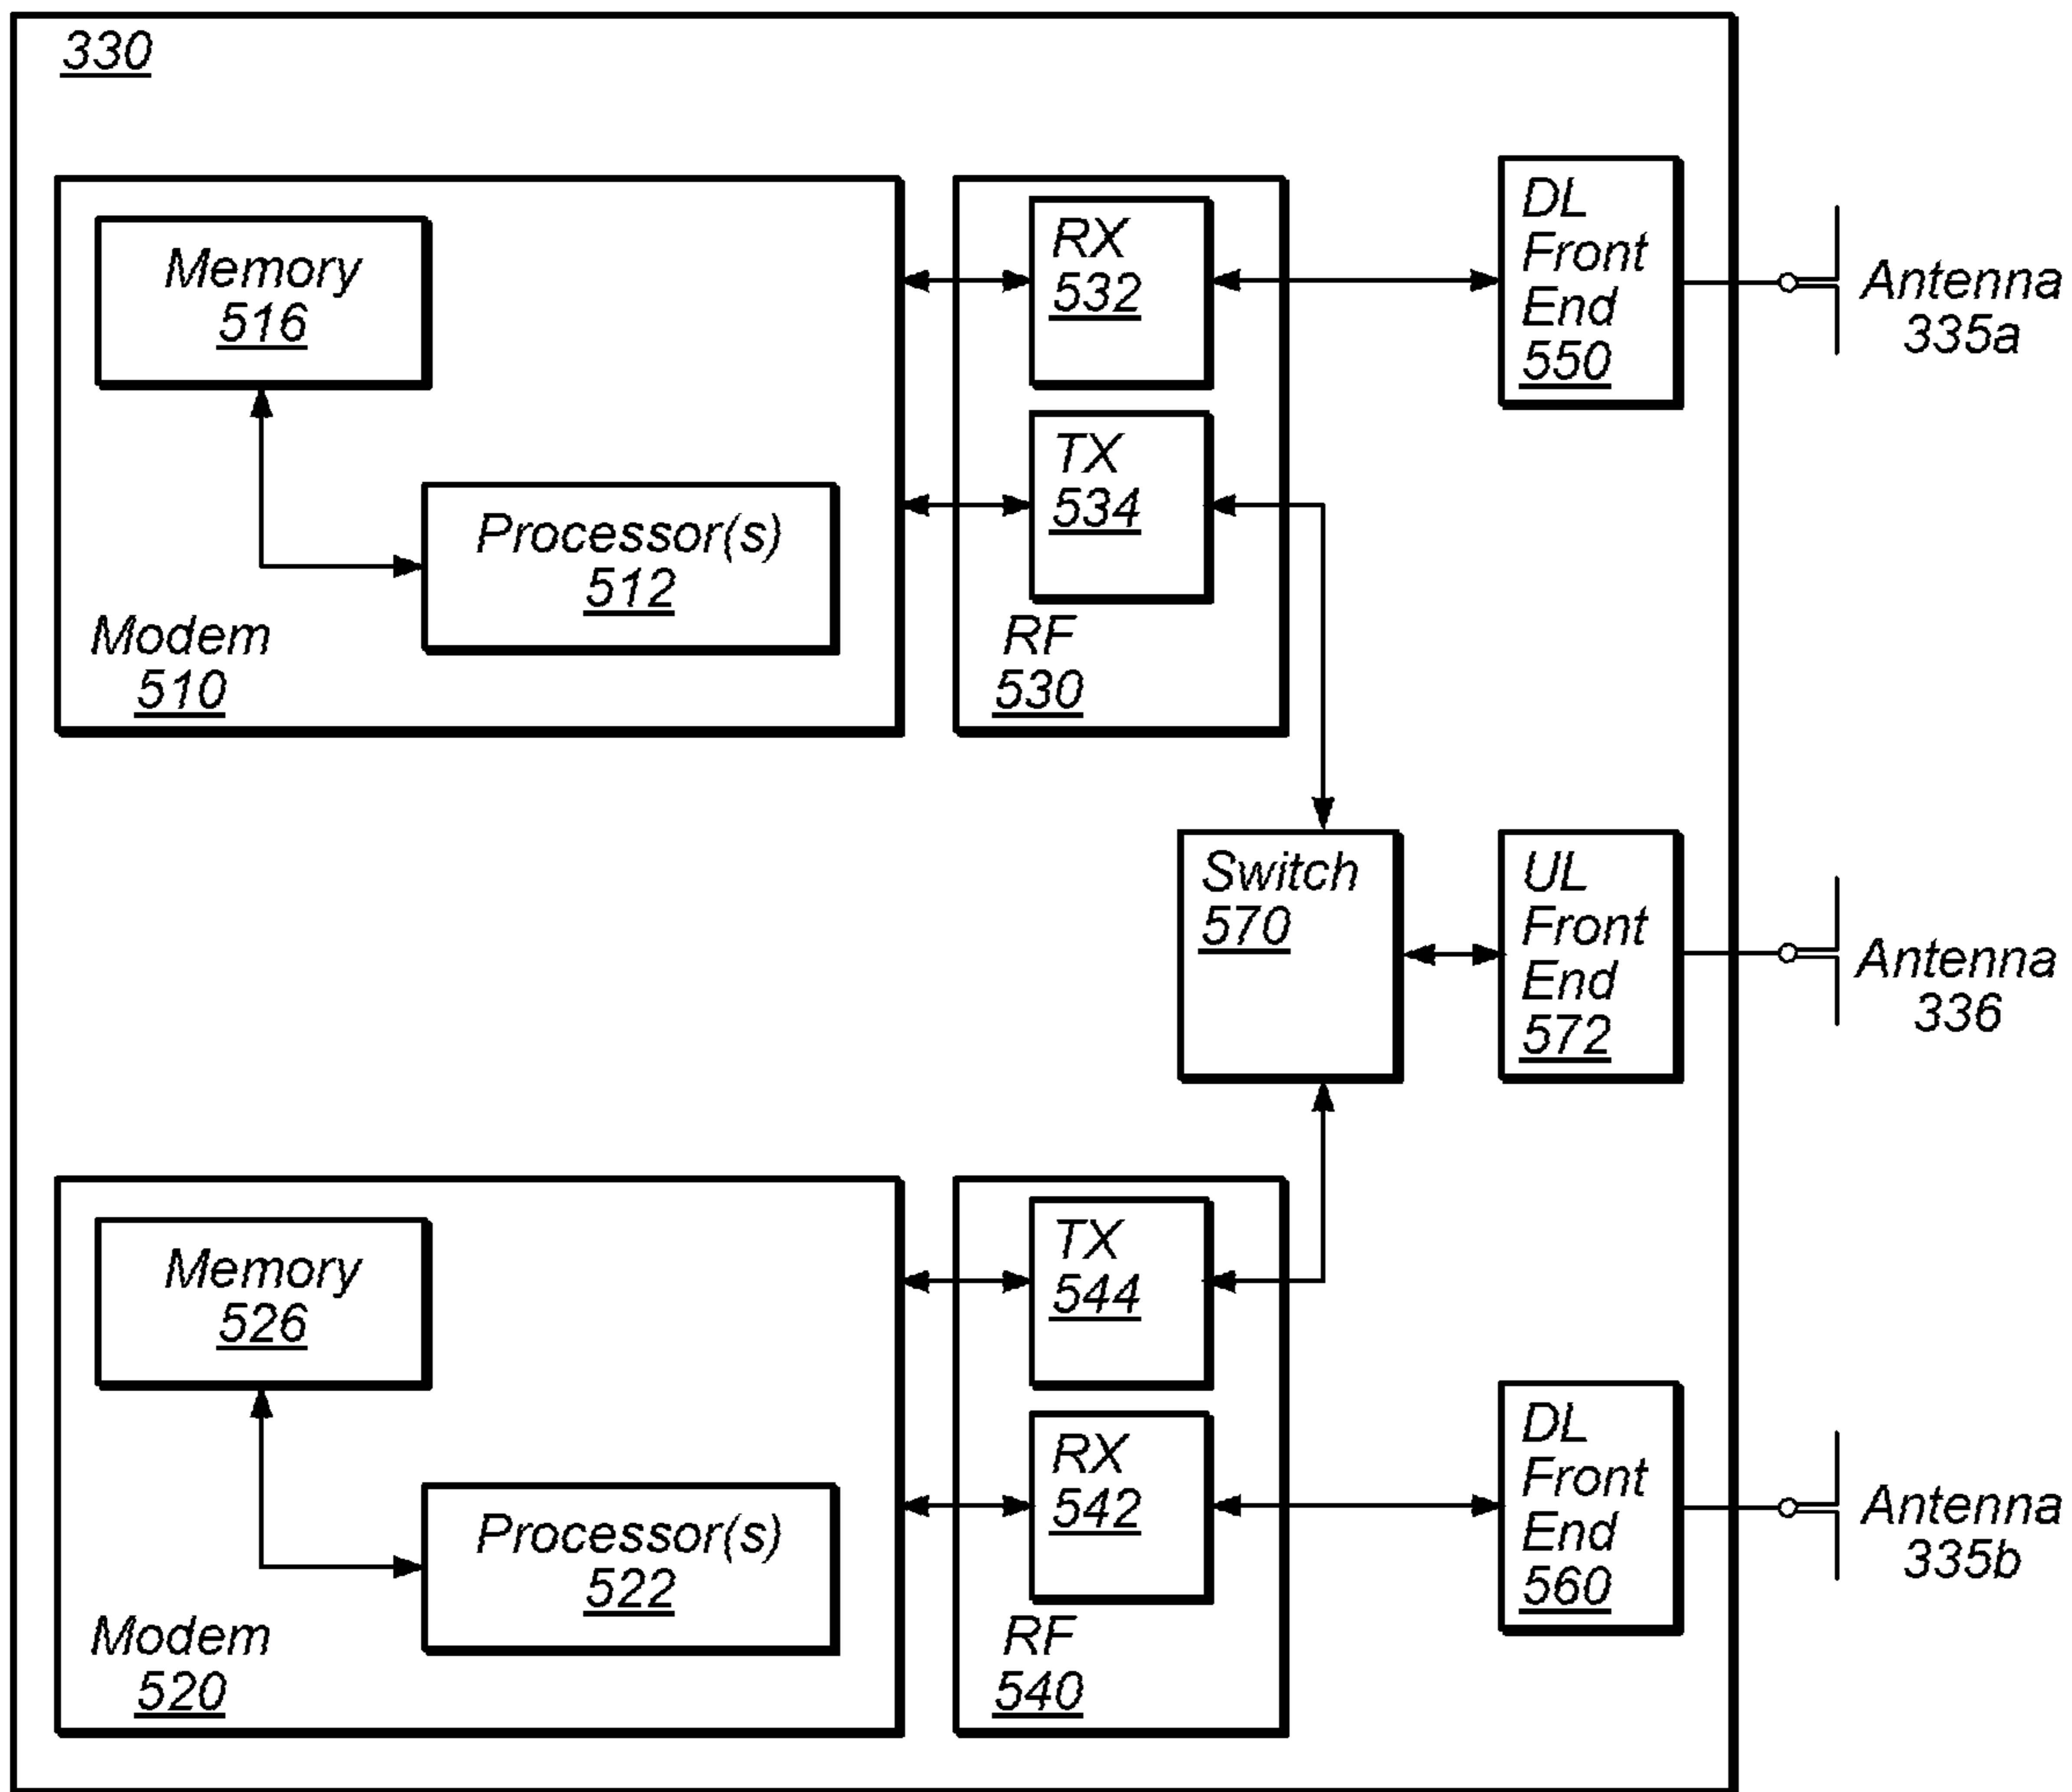 330
Memory
516
Processor(s)
512
Modem
510
RX
532
TX
534
RF
530
DL
Front
End
550
Antenna
335a
Switch
570
UL
Front
End
572
Antenna
336
Memory
526
Processor(s)
522
Modem
520
TX
544
RX
542
RF
540
DL
Front
End
560
Antenna
335b